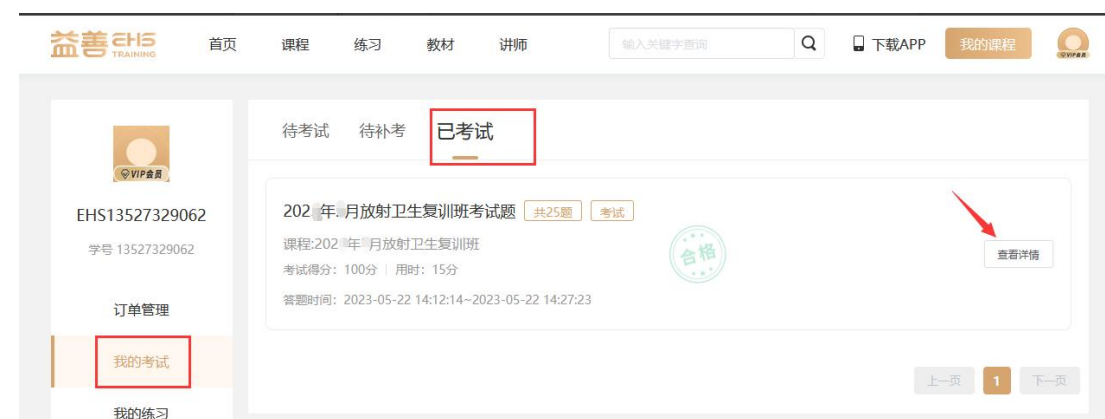 益善 EHS TRAINING 首页 课程 练习 教材 讲师 输入关键字查询 下载APP 我的课程 VIP会员
待考试 待补考 已考试
VIP会员
EHS13527329062
学号 13527329062
订单管理
我的考试
我的练习
202 年 月放射卫生复训班考试题 共25题 考试
课程:202 年 月放射卫生复训班
考试得分: 100分 | 用时: 15分
答题时间: 2023-05-22 14:12:14~2023-05-22 14:27:23
合格
查看详情
上一页 1 下一页